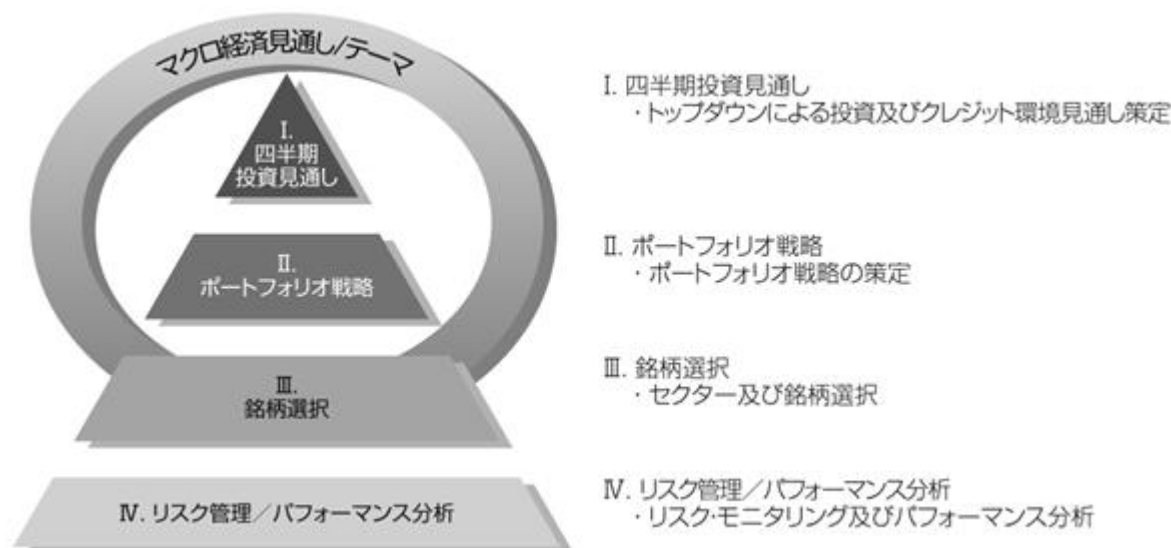 マクロ経済見通し/テーマ
Ⅰ.
四半期
投資見通し
Ⅱ.
ポートフォリオ戦略
Ⅲ.
銘柄選択
Ⅳ. リスク管理／パフォーマンス分析
Ⅰ. 四半期投資見通し
・トップダウンによる投資及びクレジット環境見通し策定
Ⅱ. ポートフォリオ戦略
・ポートフォリオ戦略の策定
Ⅲ. 銘柄選択
・セクター及び銘柄選択
Ⅳ. リスク管理／パフォーマンス分析
・リスク・モニタリング及びパフォーマンス分析